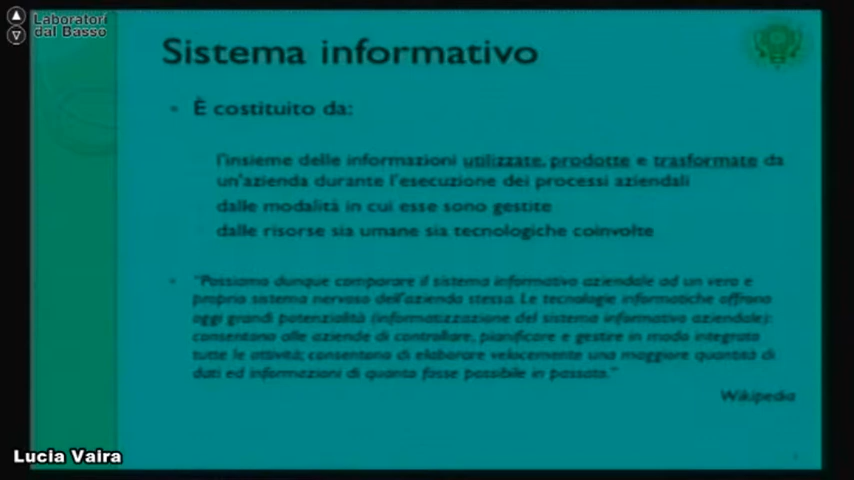 Laboratori
dal Basso
Sistema informativo
È costituito da:
l'insieme delle informazioni utilizzate, prodotte e trasformate da
un'azienda durante l'esecuzione dei processi aziendali
dalle modalità in cui esse sono gestite
dalle risorse sia umane sia tecnologiche coinvolte
"Possiamo dunque comparare il sistema informativo aziendale ad un vero e
proprio sistema nervoso dell'azienda stessa. Le tecnologie informatiche offrono
oggi grandi potenzialità (informatizzazione del sistema informativo aziendale):
consentono alle aziende di controllare, pianificare e gestire in modo integrato
tutte le attività; consentono di elaborare velocemente una maggiore quantità di
dati ed informazioni di quanto fosse possibile in passato."
Wikipedia
Lucia Vaira